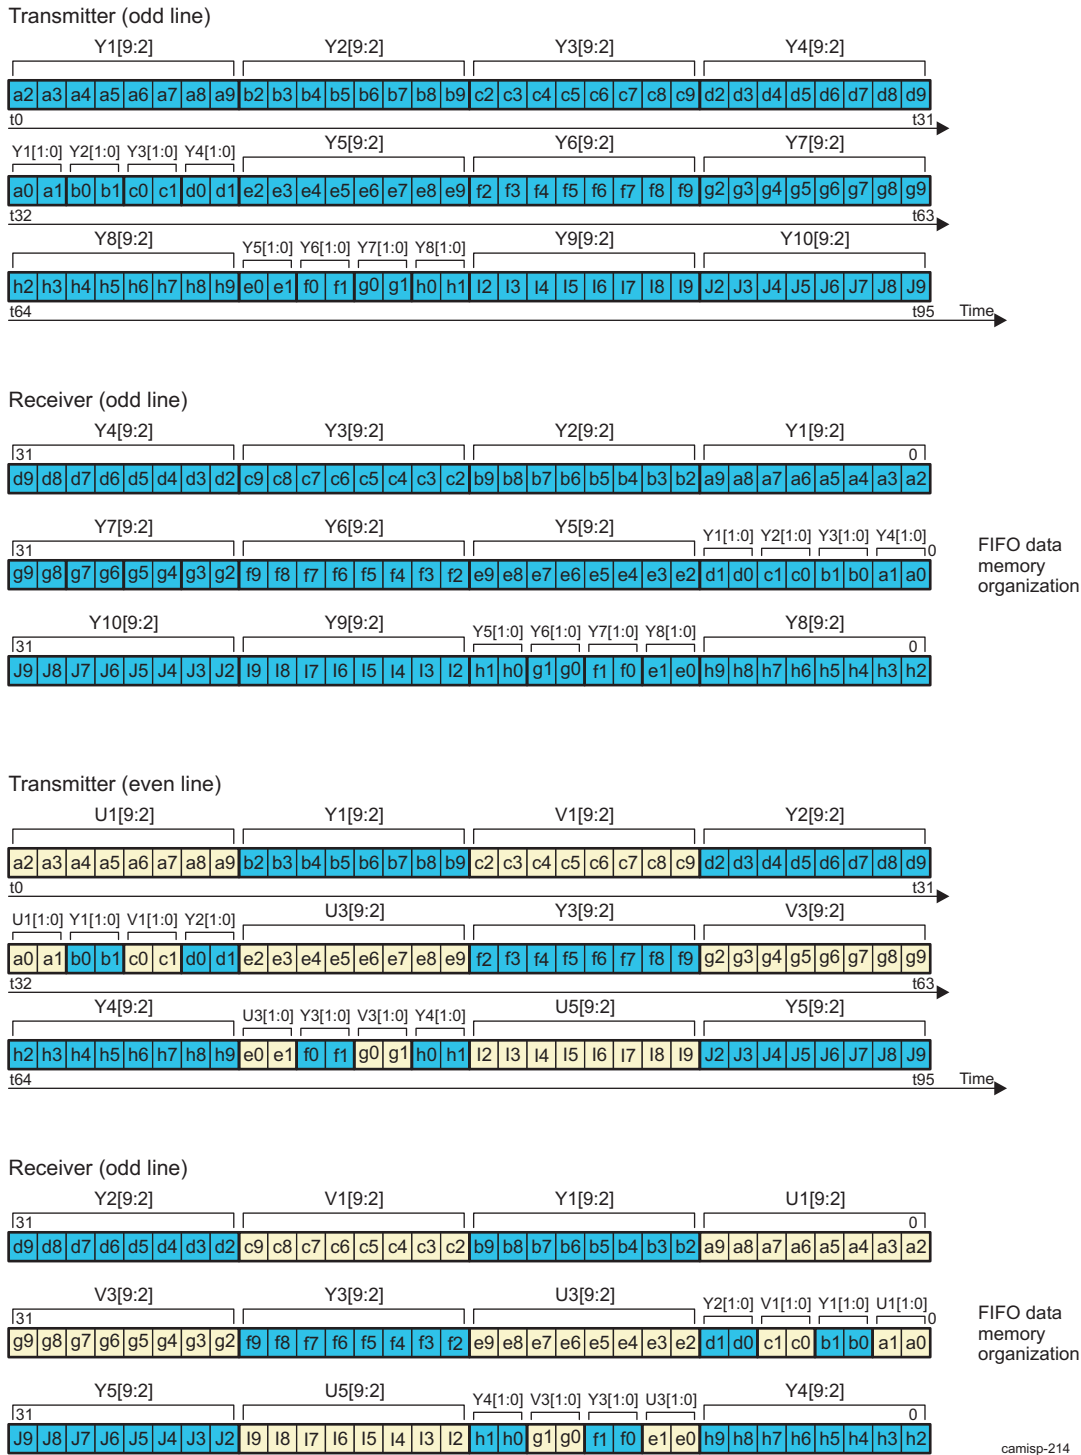 Transmitter (odd line)
Y1[9:2] Y2[9:2] Y3[9:2] Y4[9:2]
a2 a3 a4 a5 a6 a7 a8 a9 b2 b3 b4 b5 b6 b7 b8 b9 c2 c3 c4 c5 c6 c7 c8 c9 d2 d3 d4 d5 d6 d7 d8 d9
t0 t31
Y1[1:0] Y2[1:0] Y3[1:0] Y4[1:0] Y5[9:2] Y6[9:2] Y7[9:2]
a0 a1 b0 b1 c0 c1 d0 d1 e2 e3 e4 e5 e6 e7 e8 e9 f2 f3 f4 f5 f6 f7 f8 f9 g2 g3 g4 g5 g6 g7 g8 g9
t32 t63
Y8[9:2] Y5[1:0] Y6[1:0] Y7[1:0] Y8[1:0] Y9[9:2] Y10[9:2]
h2 h3 h4 h5 h6 h7 h8 h9 e0 e1 f0 f1 g0 g1 h0 h1 I2 I3 I4 I5 I6 I7 I8 I9 J2 J3 J4 J5 J6 J7 J8 J9
t64 t95 Time
Receiver (odd line)
Y4[9:2] Y3[9:2] Y2[9:2] Y1[9:2]
31 0
d9 d8 d7 d6 d5 d4 d3 d2 c9 c8 c7 c6 c5 c4 c3 c2 b9 b8 b7 b6 b5 b4 b3 b2 a9 a8 a7 a6 a5 a4 a3 a2
Y7[9:2] Y6[9:2] Y5[9:2] Y1[1:0] Y2[1:0] Y3[1:0] Y4[1:0]
31 0
g9 g8 g7 g6 g5 g4 g3 g2 f9 f8 f7 f6 f5 f4 f3 f2 e9 e8 e7 e6 e5 e4 e3 e2 d1 d0 c1 c0 b1 b0 a1 a0
FIFO data
memory
organization
Y10[9:2] Y9[9:2] Y5[1:0] Y6[1:0] Y7[1:0] Y8[1:0] Y8[9:2]
31 0
J9 J8 J7 J6 J5 J4 J3 J2 I9 I8 I7 I6 I5 I4 I3 I2 h1 h0 g1 g0 f1 f0 e1 e0 h9 h8 h7 h6 h5 h4 h3 h2
Transmitter (even line)
U1[9:2] Y1[9:2] V1[9:2] Y2[9:2]
a2 a3 a4 a5 a6 a7 a8 a9 b2 b3 b4 b5 b6 b7 b8 b9 c2 c3 c4 c5 c6 c7 c8 c9 d2 d3 d4 d5 d6 d7 d8 d9
t0 t31
U1[1:0] Y1[1:0] V1[1:0] Y2[1:0] U3[9:2] Y3[9:2] V3[9:2]
a0 a1 b0 b1 c0 c1 d0 d1 e2 e3 e4 e5 e6 e7 e8 e9 f2 f3 f4 f5 f6 f7 f8 f9 g2 g3 g4 g5 g6 g7 g8 g9
t32 t63
Y4[9:2] U3[1:0] Y3[1:0] V3[1:0] Y4[1:0] U5[9:2] Y5[9:2]
h2 h3 h4 h5 h6 h7 h8 h9 e0 e1 f0 f1 g0 g1 h0 h1 I2 I3 I4 I5 I6 I7 I8 I9 J2 J3 J4 J5 J6 J7 J8 J9
t64 t95 Time
Receiver (odd line)
Y2[9:2] V1[9:2] Y1[9:2] U1[9:2]
31 0
d9 d8 d7 d6 d5 d4 d3 d2 c9 c8 c7 c6 c5 c4 c3 c2 b9 b8 b7 b6 b5 b4 b3 b2 a9 a8 a7 a6 a5 a4 a3 a2
V3[9:2] Y3[9:2] U3[9:2] Y2[1:0] V1[1:0] Y1[1:0] U1[1:0]
31 0
g9 g8 g7 g6 g5 g4 g3 g2 f9 f8 f7 f6 f5 f4 f3 f2 e9 e8 e7 e6 e5 e4 e3 e2 d1 d0 c1 c0 b1 b0 a1 a0
FIFO data
memory
organization
Y5[9:2] U5[9:2] Y4[1:0] V3[1:0] Y3[1:0] U3[1:0] Y4[9:2]
31 0
J9 J8 J7 J6 J5 J4 J3 J2 I9 I8 I7 I6 I5 I4 I3 I2 h1 h0 g1 g0 f1 f0 e1 e0 h9 h8 h7 h6 h5 h4 h3 h2
camisp-214